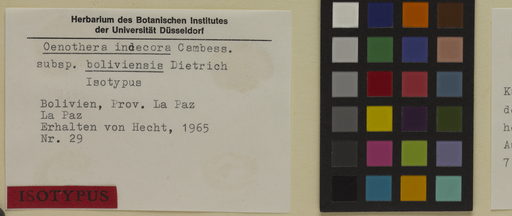 Herbarium des Botanischen Institutes
der Universität Düsseldorf
Oenothera indecora Cambess.
subsp. boliviensis Dietrich
Isotypus
Bolivien, Prov. La Paz
La Paz
Erhalten von Hecht, 1965
Nr. 29
ISOTYPUS